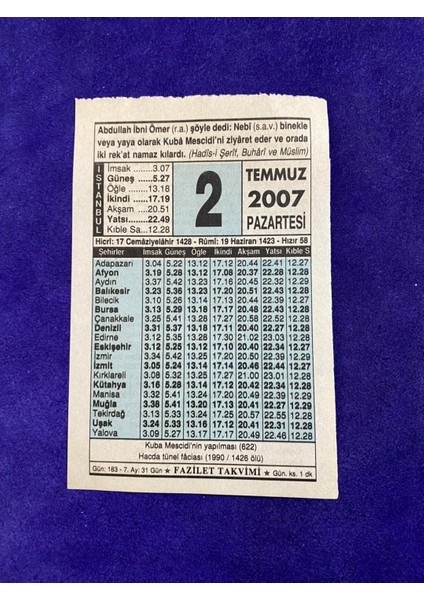 Abdullah İbni Ömer (r.a.) şöyle dedi: Nebî (s.a.v.) binekle
veya yaya olarak Kubâ Mescidi'ni ziyâret eder ve orada
iki rek'at namaz kılardı. (Hadîs-i Şerîf, Buhârî ve Müslim)
İSTANBUL
İmsak ........ 3.07
Güneş ...... 5.27
Öğle ........ 13.18
İkindi ...... 17.19
Akşam .... 20.51
Yatsı....... 22.49
Kıble Sa... 12.28
2
TEMMUZ
2007
PAZARTESİ
Hicrî: 17 Cemâziyelâhir 1428 - Rûmî: 19 Haziran 1423 - Hızır 58
Şehirler İmsak Güneş Öğle İkindi Akşam Yatsı Kıble S
Adapazarı 3.04 5.22 13.12 17.12 20.44 22.41 12.27
Afyon 3.19 5.28 13.12 17.08 20.37 22.28 12.28
Aydın 3.37 5.42 13.21 17.16 20.45 22.32 12.31
Balıkesir 3.23 5.36 13.23 17.20 20.51 22.43 12.28
Bilecik 3.10 5.26 13.14 17.13 20.44 22.39 12.28
Bursa 3.13 5.29 13.18 17.17 20.48 22.43 12.28
Çanakkale 3.25 5.41 13.28 17.27 20.58 22.52 12.28
Denizli 3.31 5.37 13.18 17.11 20.40 22.27 12.28
Edirne 3.12 5.35 13.28 17.30 21.02 23.03 12.28
Eskişehir 3.12 5.25 13.12 17.10 20.40 22.34 12.27
İzmir 3.34 5.42 13.25 17.21 20.50 22.39 12.29
İzmit 3.05 5.24 13.14 17.14 20.46 22.44 12.27
Kırklareli 3.08 5.32 13.25 17.27 21.00 23.01 12.28
Kütahya 3.16 5.28 13.14 17.12 20.42 22.34 12.28
Manisa 3.32 5.41 13.24 17.20 20.49 22.39 12.28
Muğla 3.38 5.41 13.20 17.13 20.41 22.27 12.29
Tekirdağ 3.13 5.33 13.24 17.25 20.57 22.55 12.28
Uşak 3.24 5.33 13.16 17.12 20.41 22.31 12.28
Yalova 3.09 5.27 13.17 17.17 20.49 22.46 12.28
Kuba Mescidi'nin yapılması (622)
Hacda tünel fâciası (1990 / 1426 ölü)
Gün: 183 - 7. Ay: 31 Gün ★ FAZİLET TAKVİMİ ★ Gün. ks. 1 dk